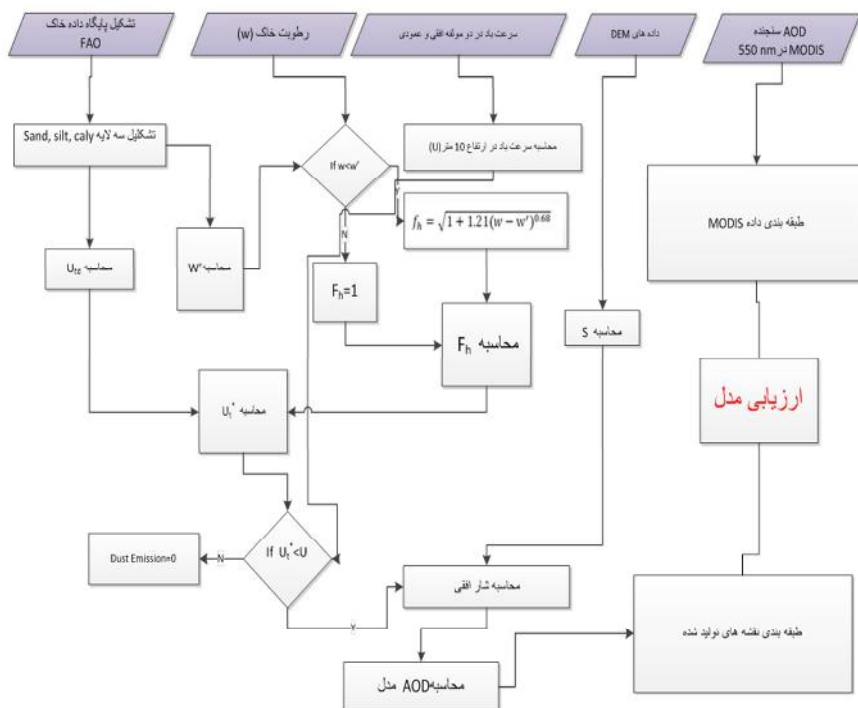 تشکیل پایگاه داده خاک
FAO
رطوبت خاک (w)
سرعت باد در دو مولفه افقی و عمودی
داده های DEM
AOD سنجنده
MODIS در 550 nm
تشکلیل سه لایه Sand, silt, caly
If w<w'
محاسبه سرعت باد در ارتفاع 10 متر(U)
Y
N
f_h = √1 + 1.21(w − w')^0.68
طبقه بندی داده MODIS
محاسبه U_te
محاسبه W'
F_h=1
محاسبه F_h
محاسبه S
ارزیابی مدل
محاسبه U_t*
If U_t*<U
N
Dust Emission=0
Y
محاسبه شار افقی
طبقه بندی نقشه های تولید شده
محاسبه AOD مدل